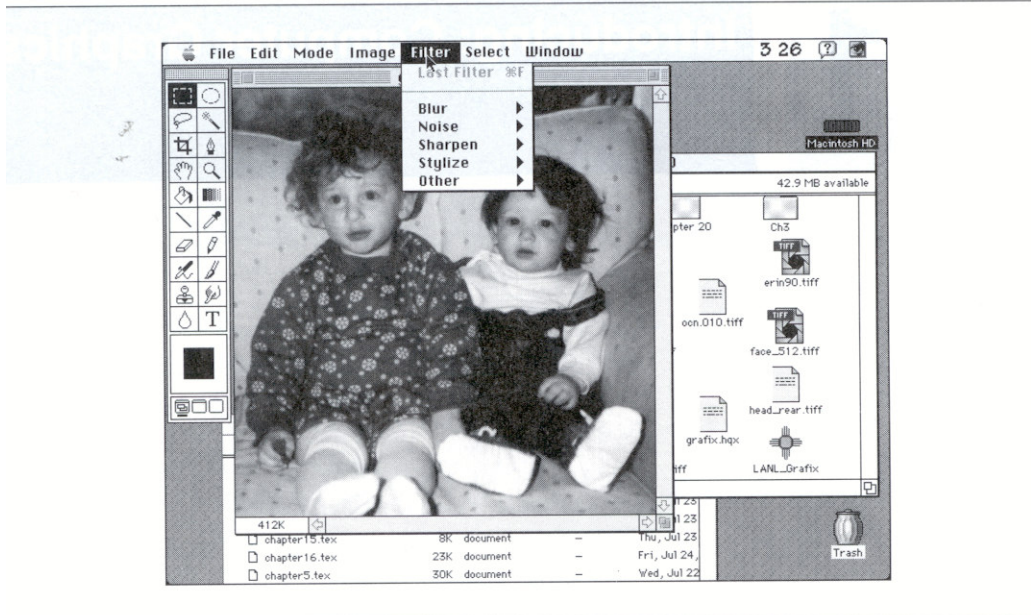 File Edit Mode Image Filter Select Window 3 26
Last Filter ⌘F
Blur
Noise
Sharpen
Stylize
Other
Macintosh HD
42.9 MB available
pter 20
Ch3
TIFF
erin90.tiff
ocn.010.tiff
TIFF
face_512.tiff
head_rear.tiff
grafix.hqx
iff
LANL_Grafix
T
412K
chapter15.tex 8K document – Thu, Jul 23
chapter16.tex 23K document – Fri, Jul 24,
chapter5.tex 30K document – Wed, Jul 22
Trash